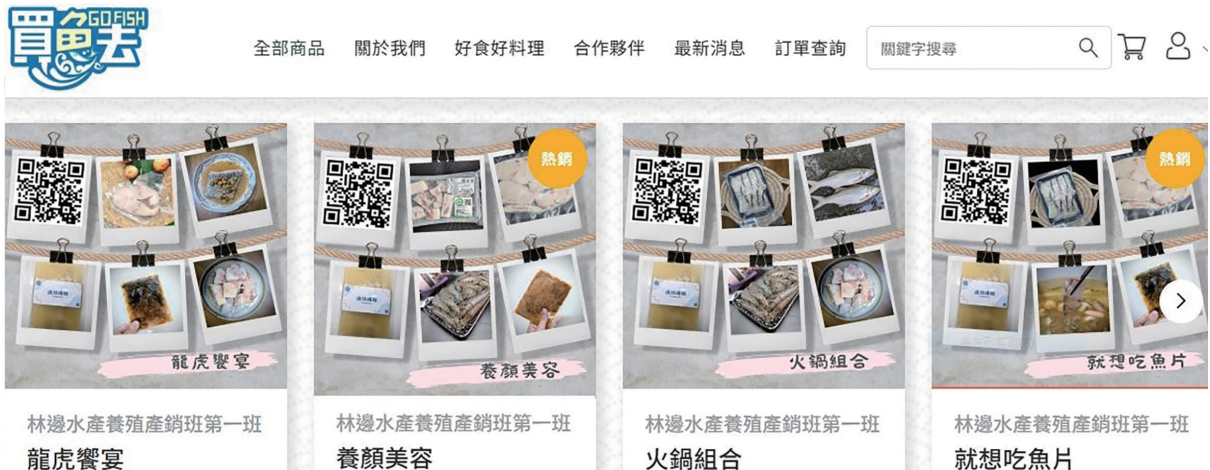 買魚去 GO FISH
全部商品 關於我們 好食好料理 合作夥伴 最新消息 訂單查詢 關鍵字搜尋
熱銷 熱銷
龍虎饗宴 養顏美容 火鍋組合 就想吃魚片
林邊水產養殖產銷班第一班 林邊水產養殖產銷班第一班 林邊水產養殖產銷班第一班 林邊水產養殖產銷班第一班
龍虎饗宴 養顏美容 火鍋組合 就想吃魚片